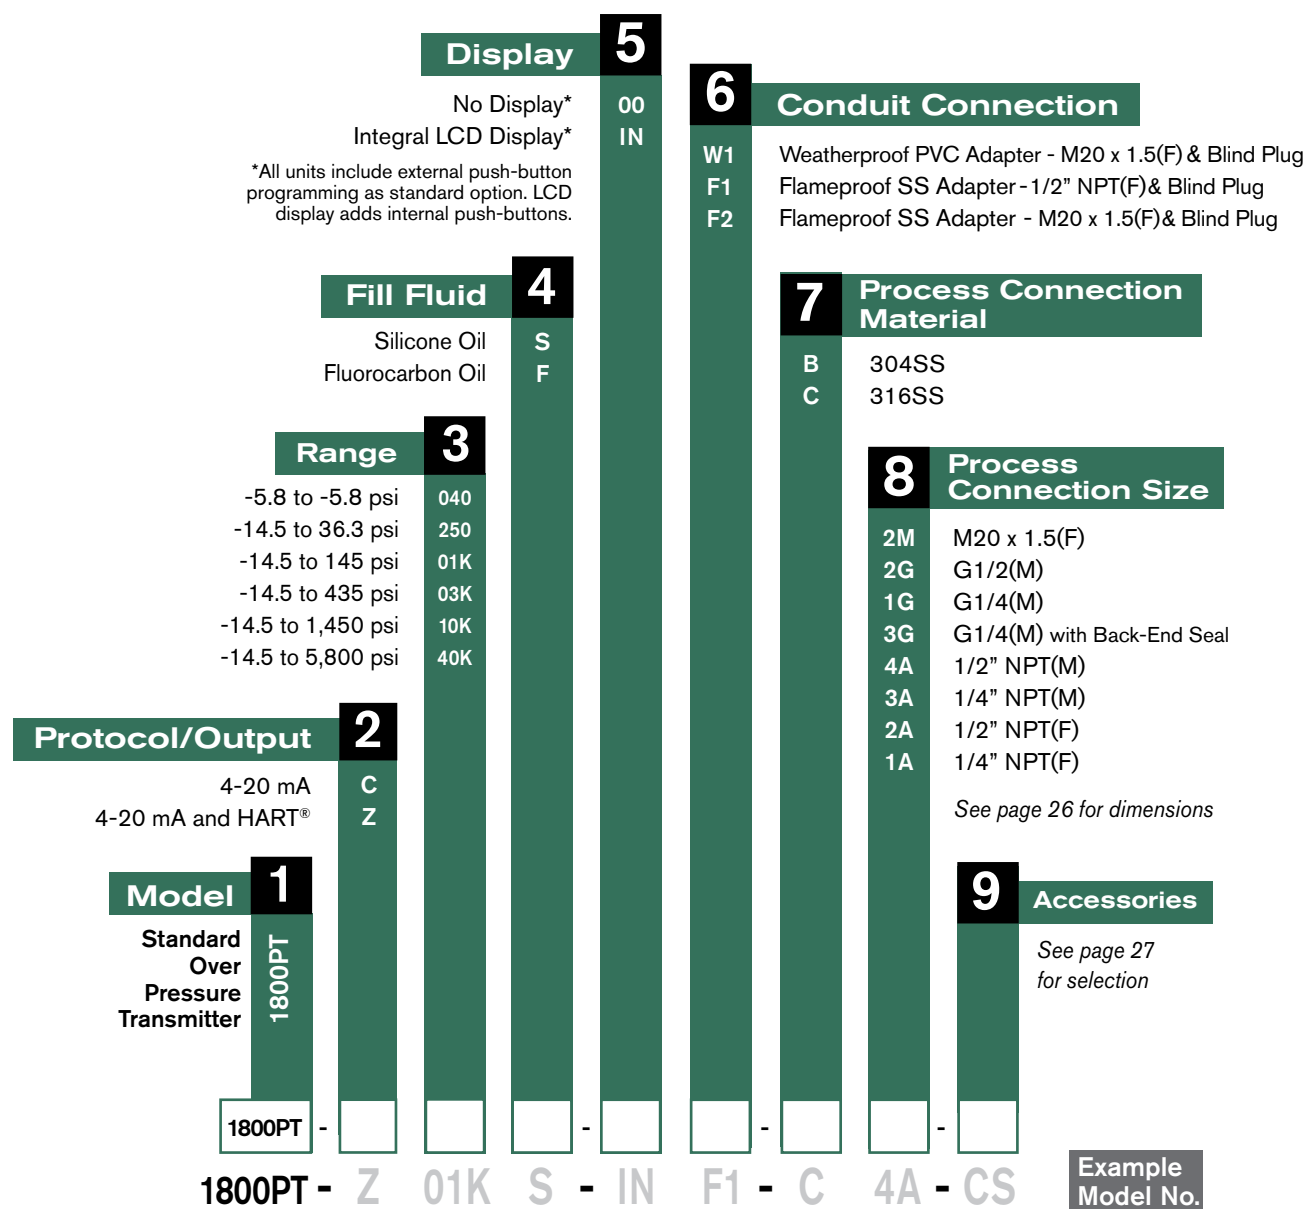 5
Display
No Display* 00
Integral LCD Display* IN
*All units include external push-button
programming as standard option. LCD
display adds internal push-buttons.
6
Conduit Connection
W1 Weatherproof PVC Adapter - M20 x 1.5(F) & Blind Plug
F1 Flameproof SS Adapter - 1/2” NPT(F) & Blind Plug
F2 Flameproof SS Adapter - M20 x 1.5(F) & Blind Plug
4
Fill Fluid
Silicone Oil S
Fluorocarbon Oil F
7
Process Connection
Material
B 304SS
C 316SS
3
Range
-5.8 to -5.8 psi 040
-14.5 to 36.3 psi 250
-14.5 to 145 psi 01K
-14.5 to 435 psi 03K
-14.5 to 1,450 psi 10K
-14.5 to 5,800 psi 40K
8
Process
Connection Size
2M M20 x 1.5(F)
2G G1/2(M)
1G G1/4(M)
3G G1/4(M) with Back-End Seal
4A 1/2” NPT(M)
3A 1/4” NPT(M)
2A 1/2” NPT(F)
1A 1/4” NPT(F)
See page 26 for dimensions
2
Protocol/Output
4-20 mA C
4-20 mA and HART® Z
1
Model
Standard
Over
Pressure
Transmitter
1800PT
9
Accessories
See page 27
for selection
1800PT - - - -
1800PT - Z 01K S - IN F1 - C 4A - CS
Example
Model No.